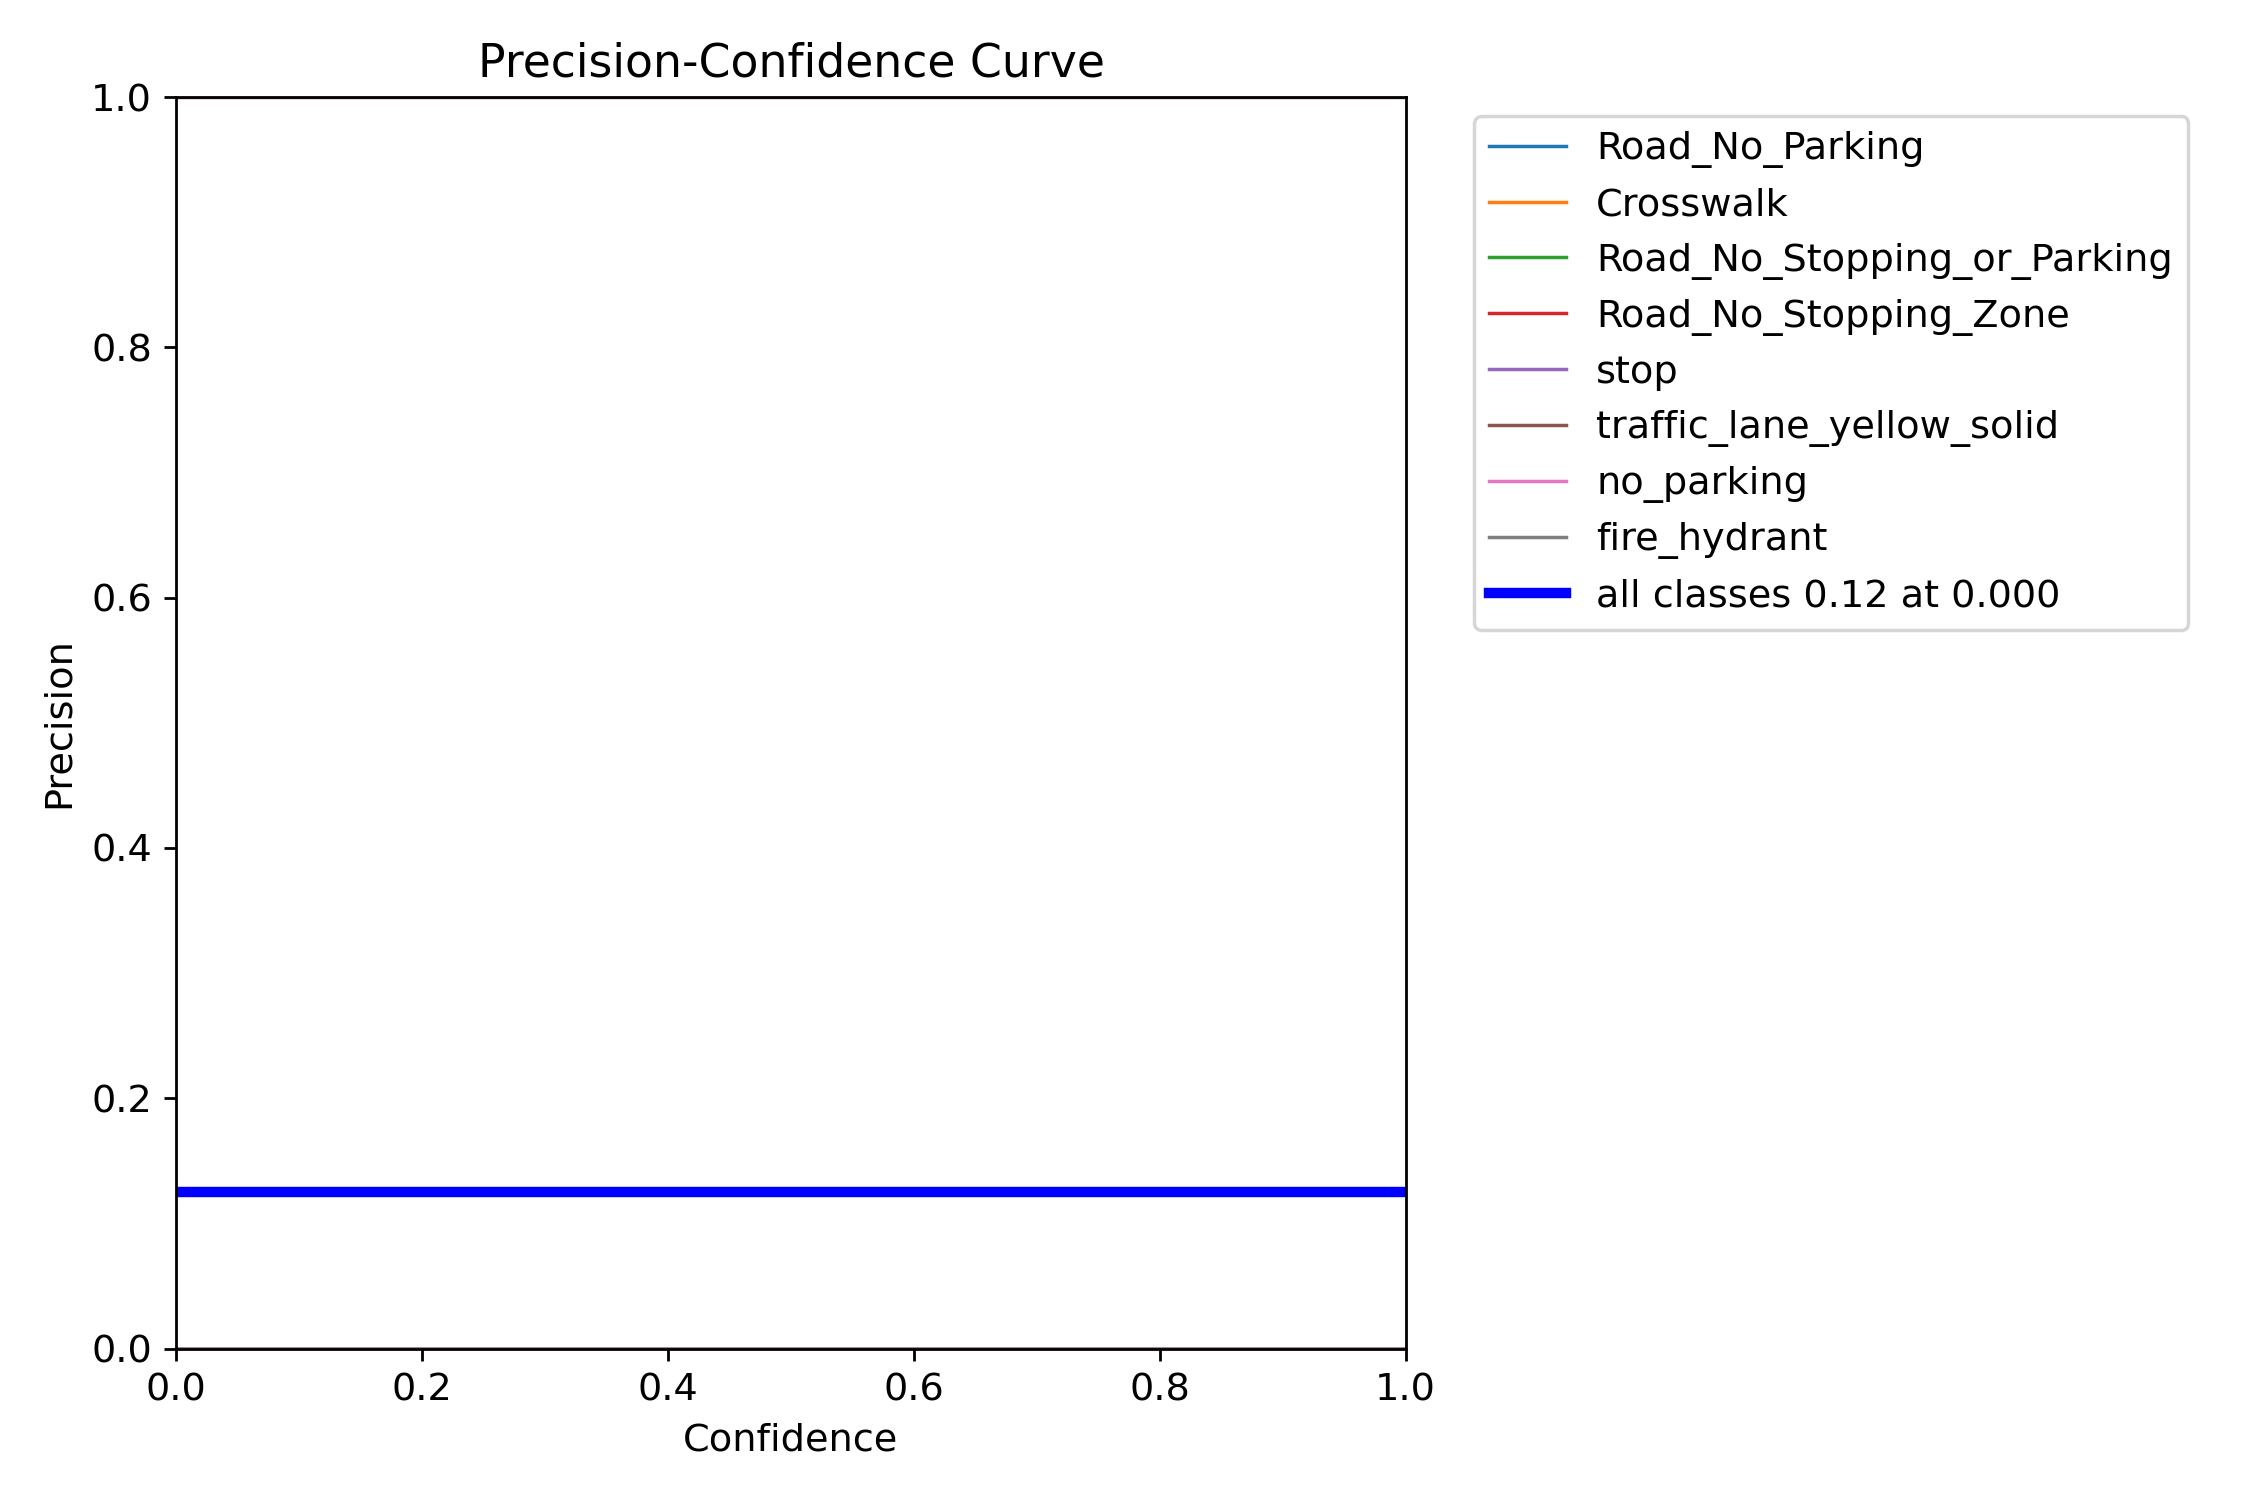 Precision-Confidence Curve
1.0
0.8
0.6
0.4
0.2
0.0
Precision
0.0 0.2 0.4 0.6 0.8 1.0
Confidence
Road_No_Parking
Crosswalk
Road_No_Stopping_or_Parking
Road_No_Stopping_Zone
stop
traffic_lane_yellow_solid
no_parking
fire_hydrant
all classes 0.12 at 0.000